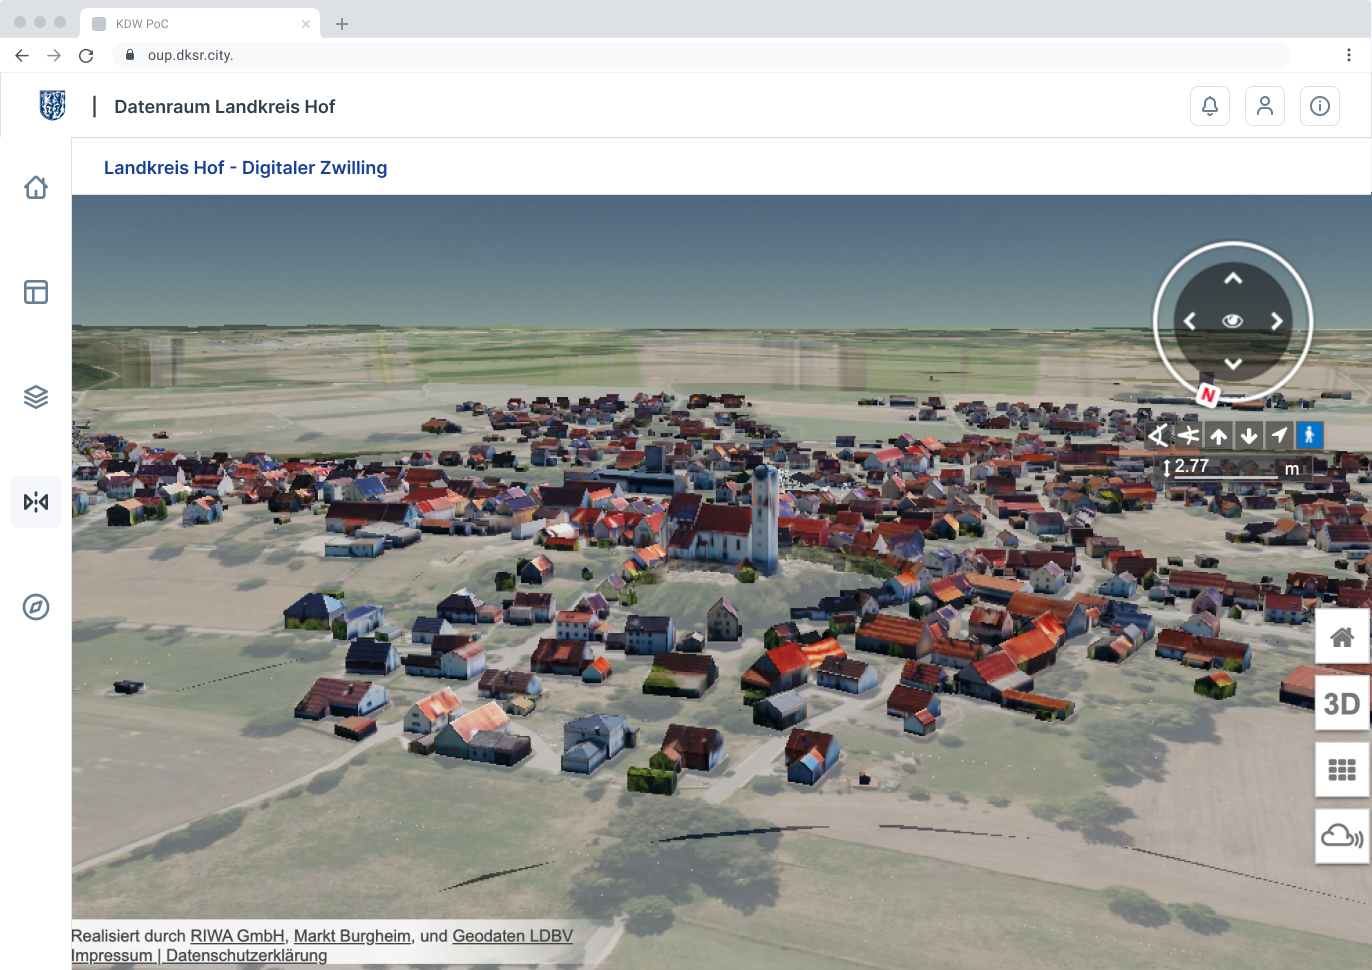 KDW PoC
oup.dksr.city.
Datenraum Landkreis Hof
Landkreis Hof - Digitaler Zwilling
N
2.77 m
3D
Realisiert durch RIWA GmbH, Markt Burgheim, und Geodaten LDBV
Impressum | Datenschutzerklärung